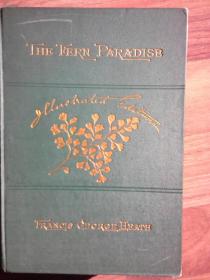 THE FERN PARADISE
Illustrated Edition
FRANCIS GEORGE HEATH